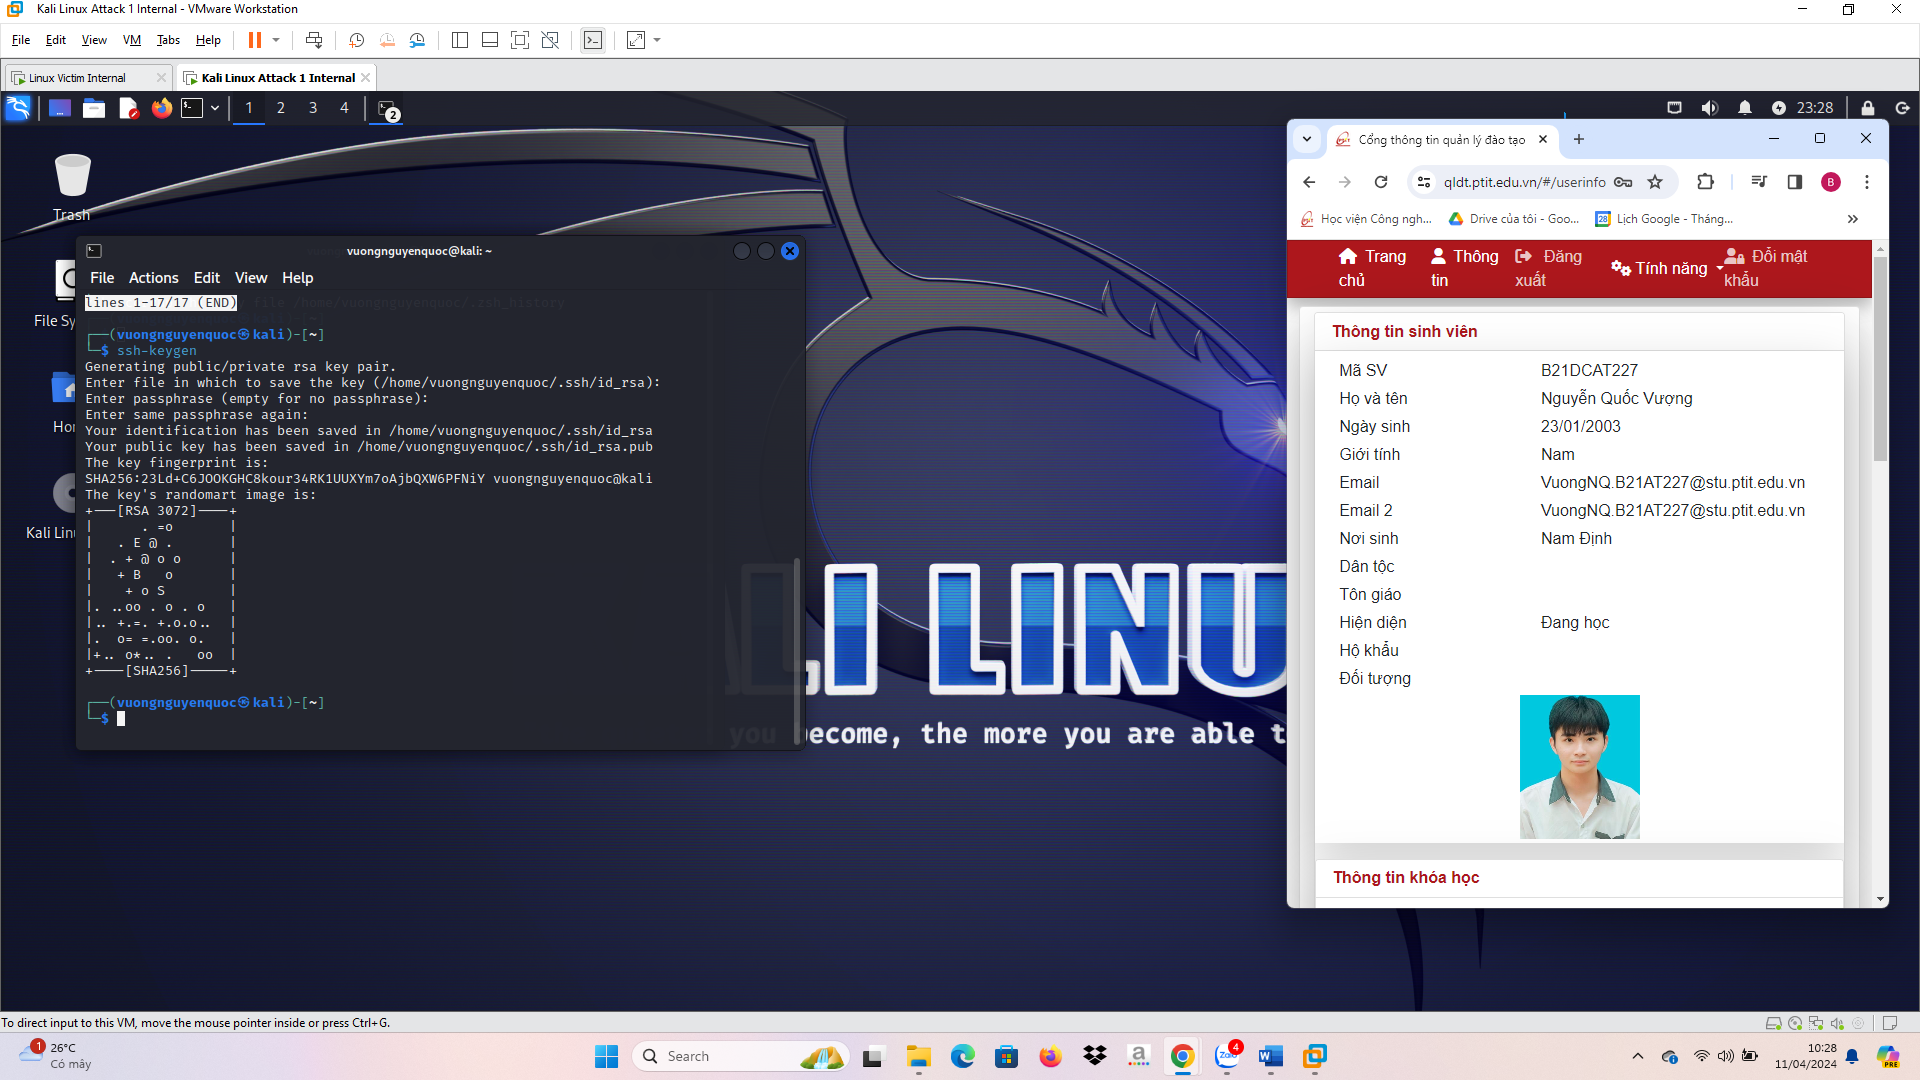 Kali Linux Attack 1 Internal - VMware Workstation
File Edit View VM Tabs Help
Linux Victim Internal
Kali Linux Attack 1 Internal
1 2 3 4 2
23:28
Trash
File Sy
Ho
Kali Lin
vuongnguyenquoc@kali: ~
File Actions Edit View Help
lines 1-17/17 (END)
(vuongnguyenquoc㉿kali)-[~]
$ ssh-keygen
Generating public/private rsa key pair.
Enter file in which to save the key (/home/vuongnguyenquoc/.ssh/id_rsa):
Enter passphrase (empty for no passphrase):
Enter same passphrase again:
Your identification has been saved in /home/vuongnguyenquoc/.ssh/id_rsa
Your public key has been saved in /home/vuongnguyenquoc/.ssh/id_rsa.pub
The key fingerprint is:
SHA256:23Ld+C6JOOKGHC8kour34RK1UUXYm7oAjbQXW6PFNiY vuongnguyenquoc@kali
The key's randomart image is:
+---[RSA 3072]----+
|      . =o       |
|   . E @ .       |
|  . + @ o o      |
|   + B   o       |
|    + o S        |
|. ..oo . o . o   |
|.. +.=. +.o.o..  |
|.  o= =.oo. o.   |
|+.. o*.. .   oo  |
+----[SHA256]-----+
(vuongnguyenquoc㉿kali)-[~]
$
ALI LINU
you become, the more you are able t
Cổng thông tin quản lý đào tạo
qldt.ptit.edu.vn/#/userinfo
B
Học viện Công ngh...
Drive của tôi - Goo...
Lịch Google - Tháng...
Trang chủ
Thông tin
Đăng xuất
Tính năng
Đổi mật khẩu
Thông tin sinh viên
Mã SV B21DCAT227
Họ và tên Nguyễn Quốc Vượng
Ngày sinh 23/01/2003
Giới tính Nam
Email VuongNQ.B21AT227@stu.ptit.edu.vn
Email 2 VuongNQ.B21AT227@stu.ptit.edu.vn
Nơi sinh Nam Định
Dân tộc
Tôn giáo
Hiện diện Đang học
Hộ khẩu
Đối tượng
Thông tin khóa học
To direct input to this VM, move the mouse pointer inside or press Ctrl+G.
1
26°C
Có mây
Search
4
10:28
11/04/2024